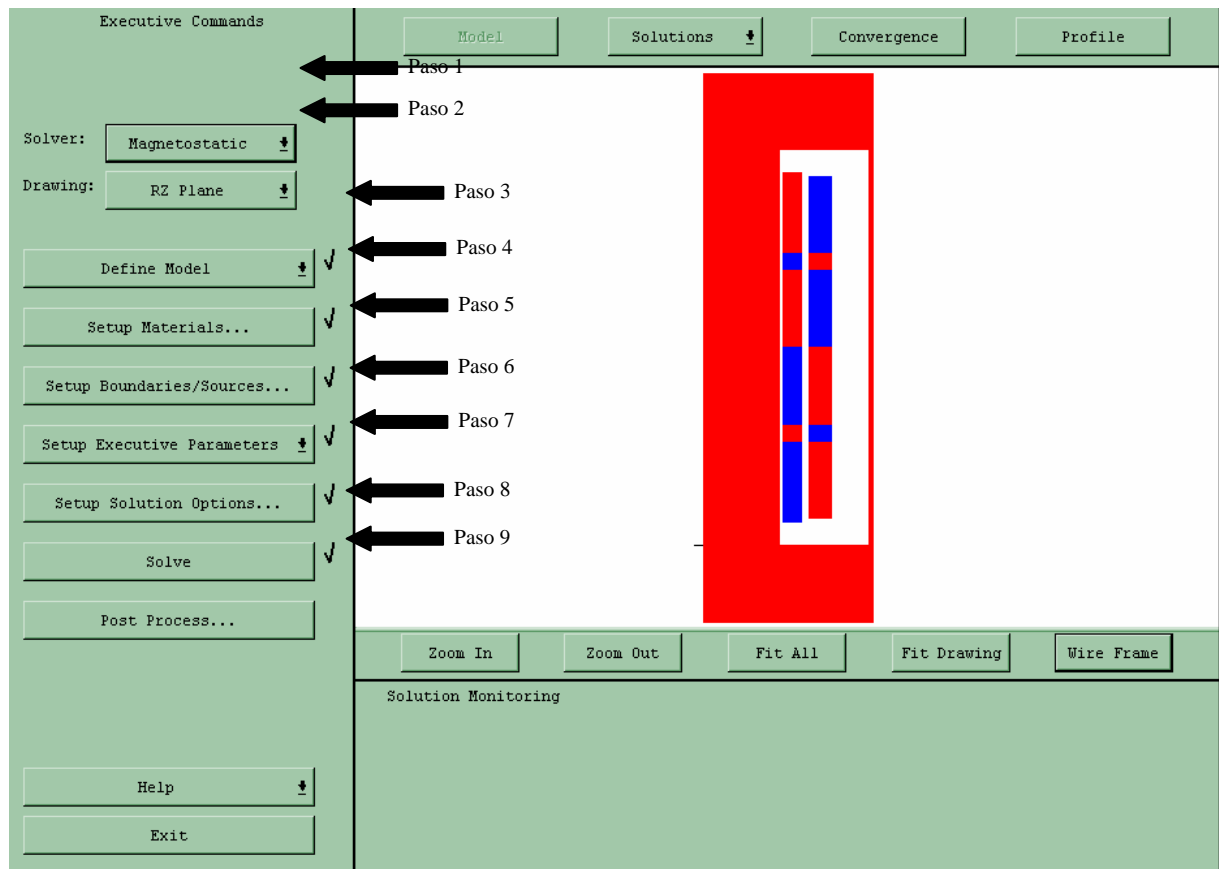 Executive Commands
Model
Solutions
Convergence
Profile
Paso 1
Paso 2
Solver:
Magnetostatic
Drawing:
RZ Plane
Paso 3
Define Model
Paso 4
Setup Materials...
Paso 5
Setup Boundaries/Sources...
Paso 6
Setup Executive Parameters
Paso 7
Setup Solution Options...
Paso 8
Solve
Paso 9
Post Process...
Zoom In
Zoom Out
Fit All
Fit Drawing
Wire Frame
Solution Monitoring
Help
Exit